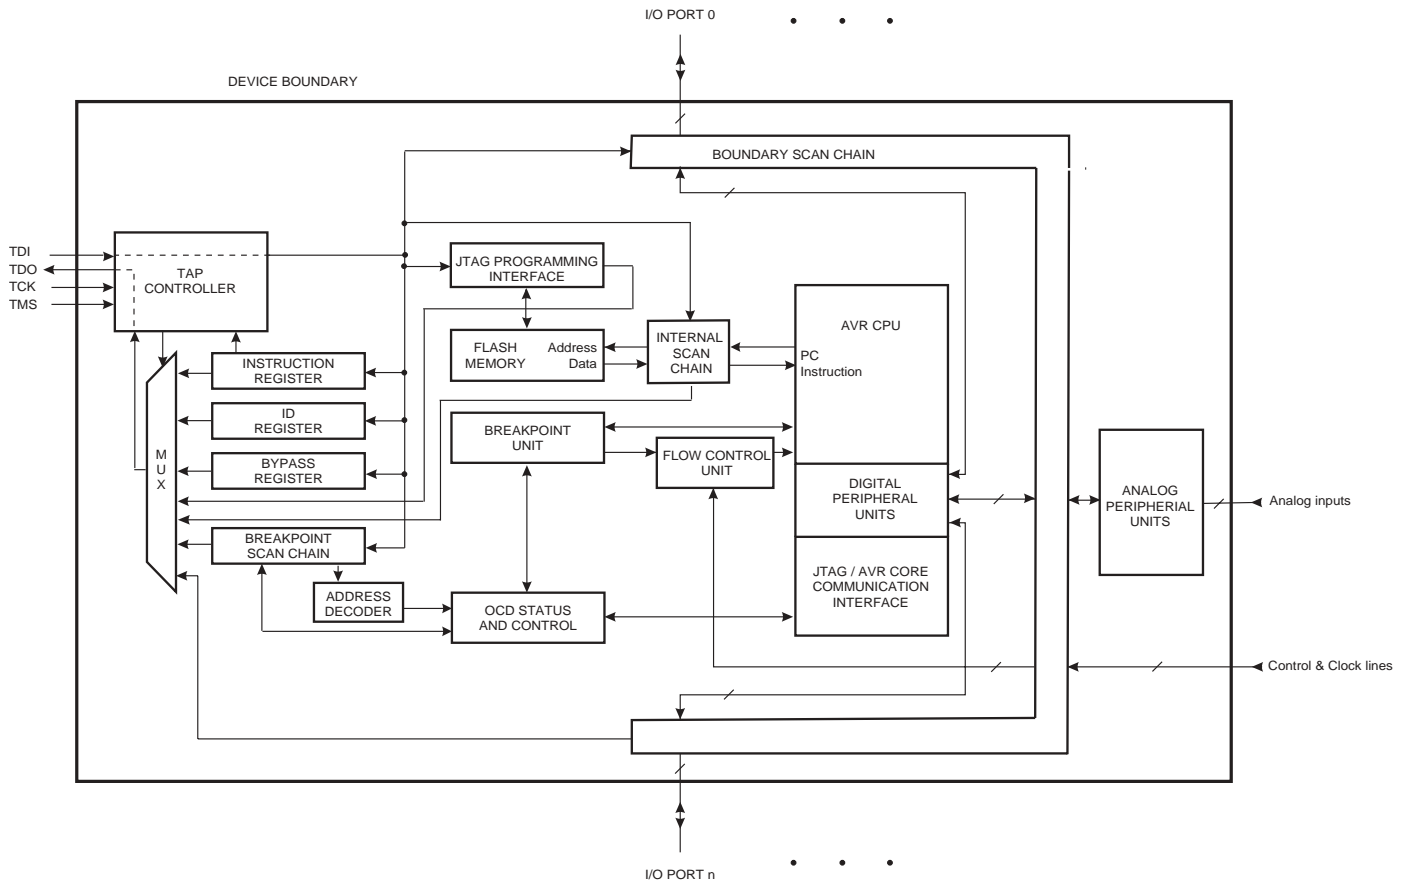 I/O PORT 0
DEVICE BOUNDARY
BOUNDARY SCAN CHAIN
TDI
TDO
TCK
TMS
TAP
CONTROLLER
JTAG PROGRAMMING
INTERFACE
AVR CPU
FLASH
MEMORY
Address
Data
INTERNAL
SCAN
CHAIN
PC
Instruction
INSTRUCTION
REGISTER
ID
REGISTER
M
U
X
BYPASS
REGISTER
BREAKPOINT
UNIT
FLOW CONTROL
UNIT
DIGITAL
PERIPHERAL
UNITS
ANALOG
PERIPHERIAL
UNITS
Analog inputs
BREAKPOINT
SCAN CHAIN
ADDRESS
DECODER
OCD STATUS
AND CONTROL
JTAG / AVR CORE
COMMUNICATION
INTERFACE
Control & Clock lines
I/O PORT n